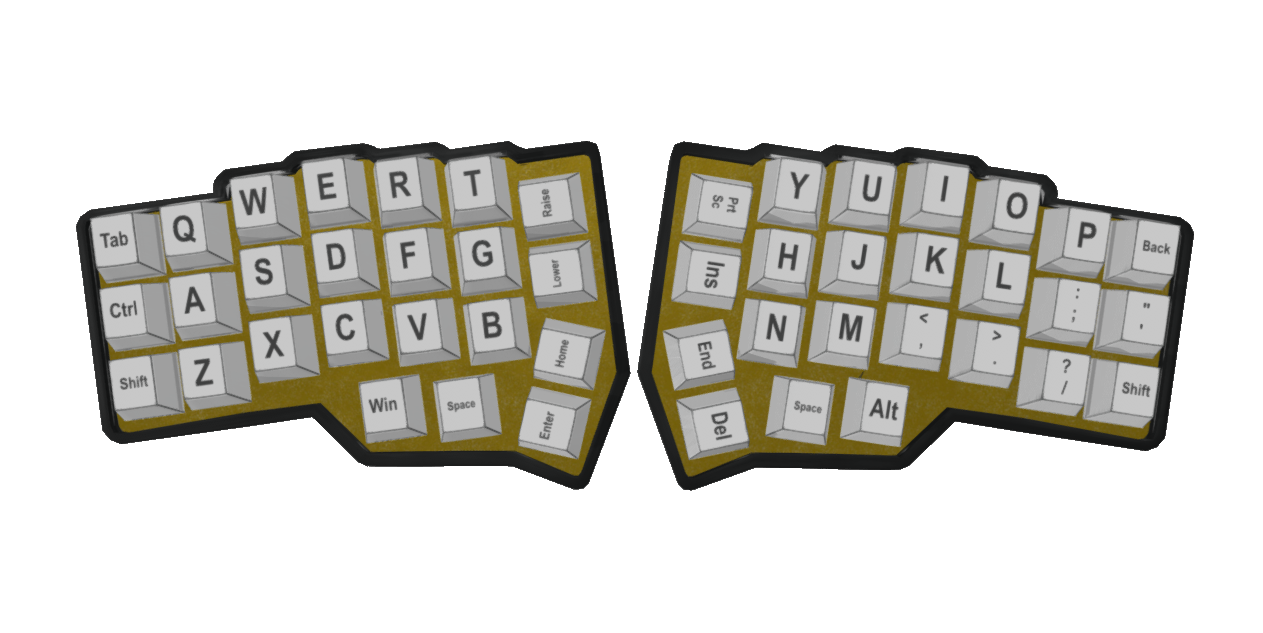 Tab Q W E R T Raise
Ctrl A S D F G Lower
Shift Z X C V B Home
Win Space Enter
Prt Sc Y U I O P Back
Ins H J K L : ; " '
End N M < , > . ? / Shift
Del Space Alt